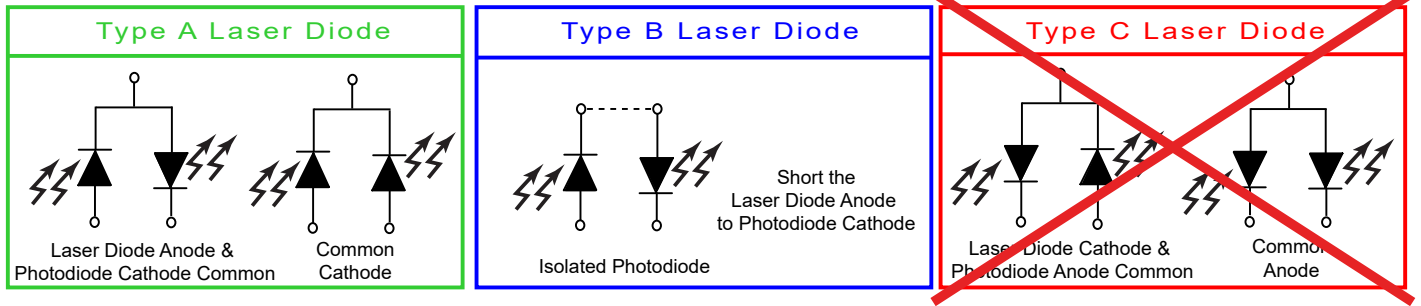 Type A Laser Diode
Laser Diode Anode &
Photodiode Cathode Common
Common
Cathode
Type B Laser Diode
Short the
Laser Diode Anode
to Photodiode Cathode
Isolated Photodiode
Type C Laser Diode
Laser Diode Cathode &
Photodiode Anode Common
Common
Anode